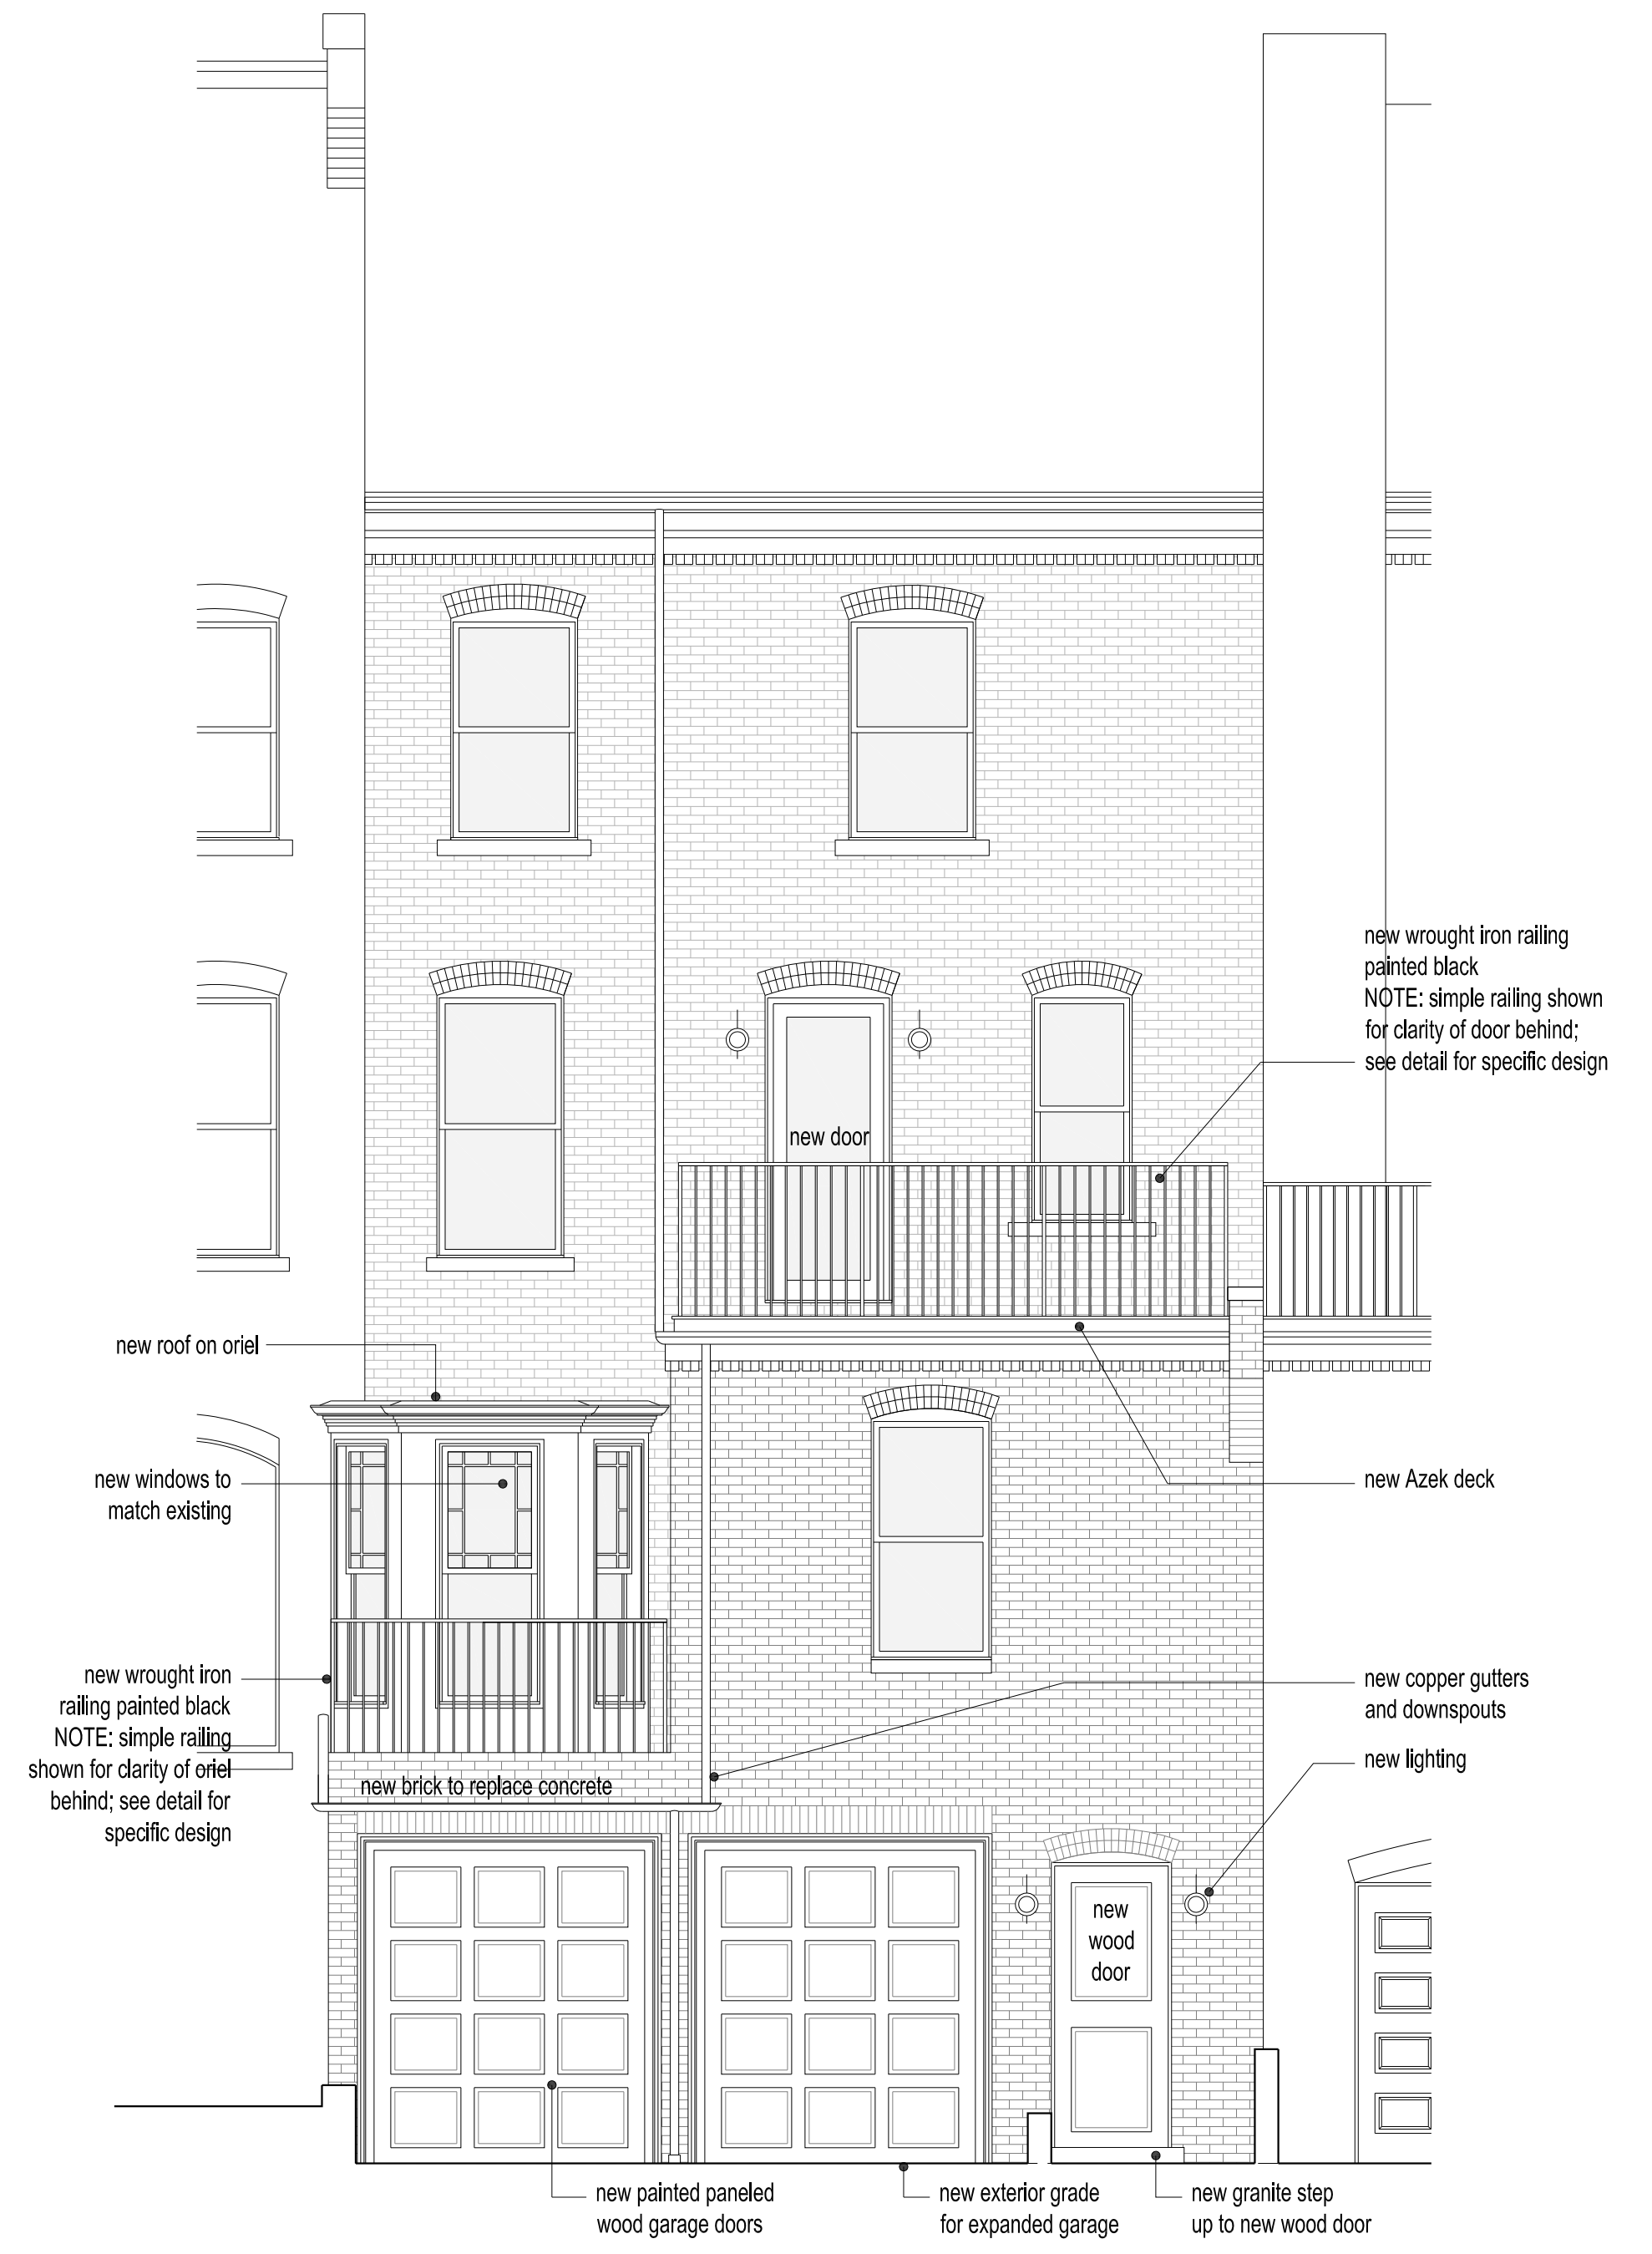 new wrought iron railing
painted black
NOTE: simple railing shown
for clarity of door behind;
see detail for specific design
new door
new roof on oriel
new windows to
match existing
new Azek deck
new wrought iron
railing painted black
NOTE: simple railing
shown for clarity of oriel
behind; see detail for
specific design
new copper gutters
and downspouts
new lighting
new brick to replace concrete
new
wood
door
new painted paneled
wood garage doors
new exterior grade
for expanded garage
new granite step
up to new wood door